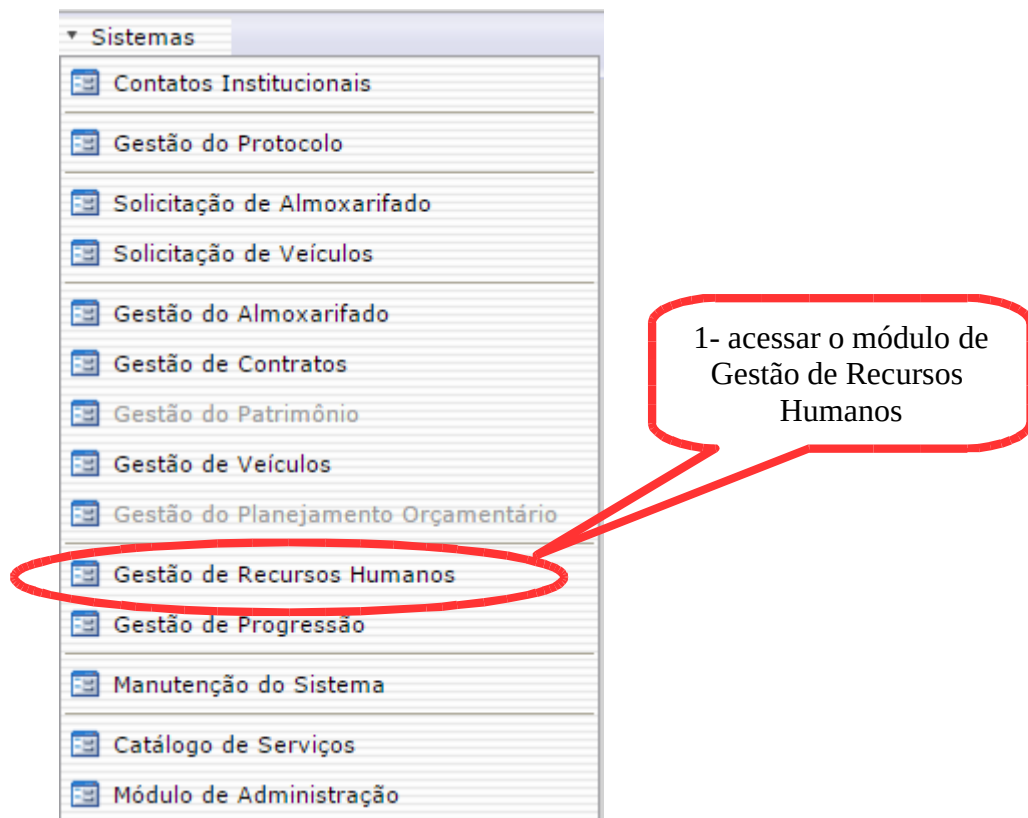 Sistemas
Contatos Institucionais
Gestão do Protocolo
Solicitação de Almoxarifado
Solicitação de Veículos
Gestão do Almoxarifado
Gestão de Contratos
Gestão do Patrimônio
Gestão de Veículos
Gestão do Planejamento Orçamentário
Gestão de Recursos Humanos
Gestão de Progressão
Manutenção do Sistema
Catálogo de Serviços
Módulo de Administração
1- acessar o módulo de
Gestão de Recursos
Humanos